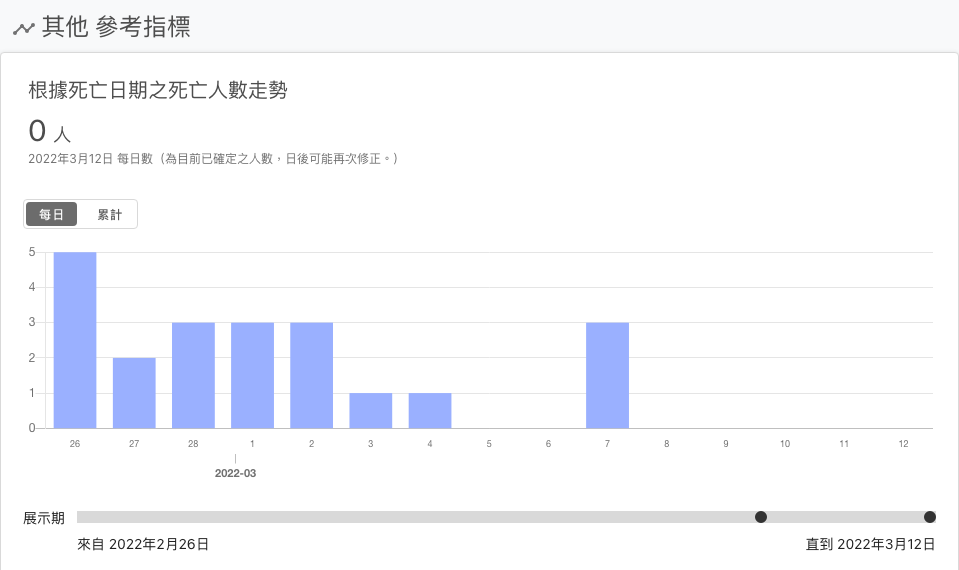 其他 參考指標
根據死亡日期之死亡人數走勢
0 人
2022年3月12日 每日數（為目前已確定之人數，日後可能再次修正。）
每日 累計
5
4
3
2
1
0
26 27 28 1 2 3 4 5 6 7 8 9 10 11 12
2022-03
展示期
來自 2022年2月26日 直到 2022年3月12日